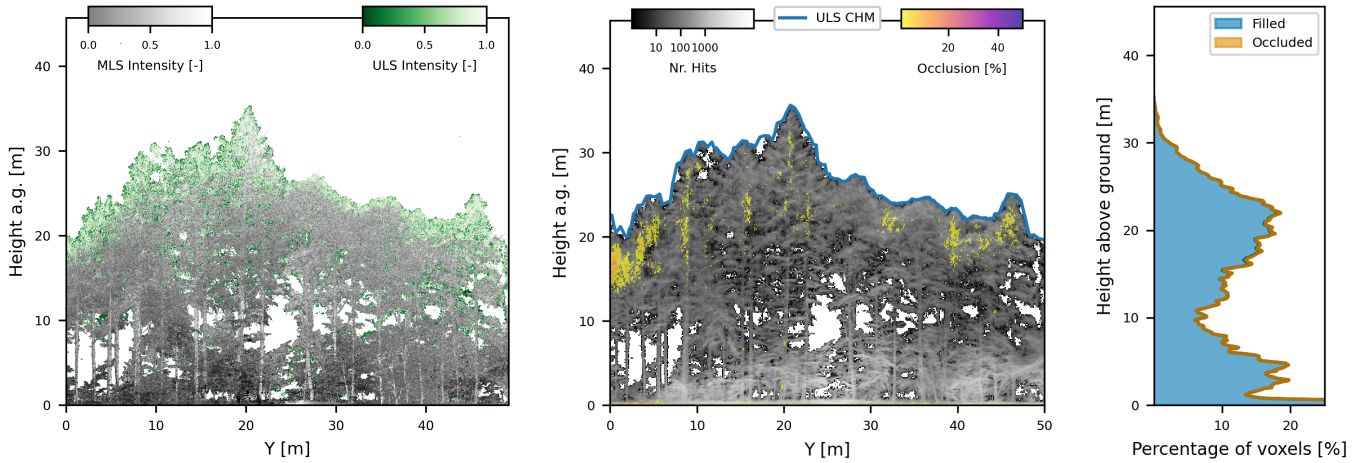 0.0 0.5 1.0
MLS Intensity [-]
0.0 0.5 1.0
ULS Intensity [-]
Height a.g. [m]
40
30
20
10
0
0 10 20 30 40
Y [m]
10 100 1000
Nr. Hits
ULS CHM
20 40
Occlusion [%]
Height a.g. [m]
40
30
20
10
0
0 10 20 30 40 50
Y [m]
Filled
Occluded
Height above ground [m]
40
30
20
10
0
10 20
Percentage of voxels [%]